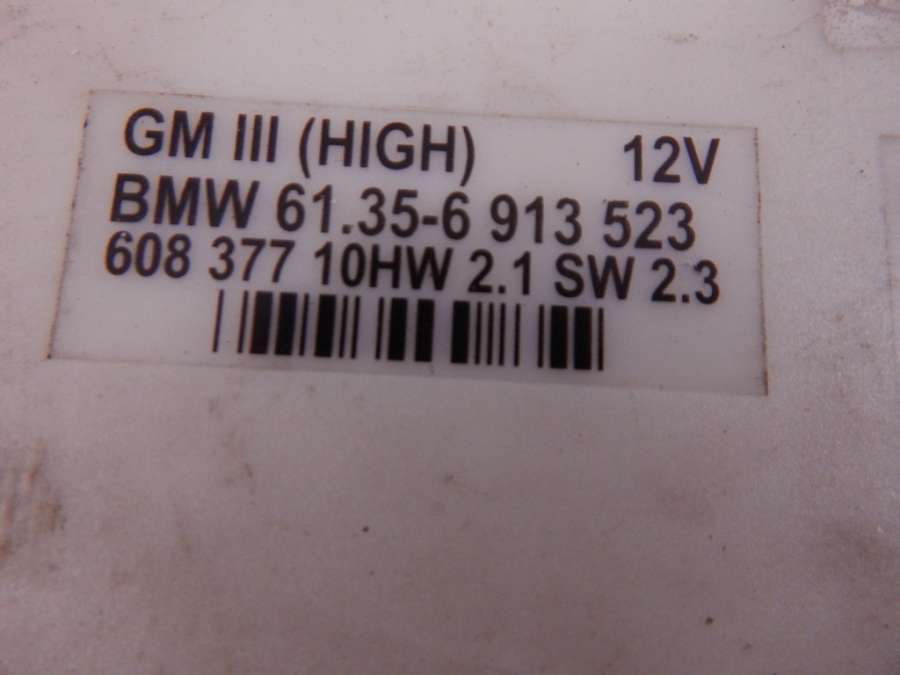 GM III (HIGH) 12V
BMW 61.35-6 913 523
608 377 10HW 2.1 SW 2.3